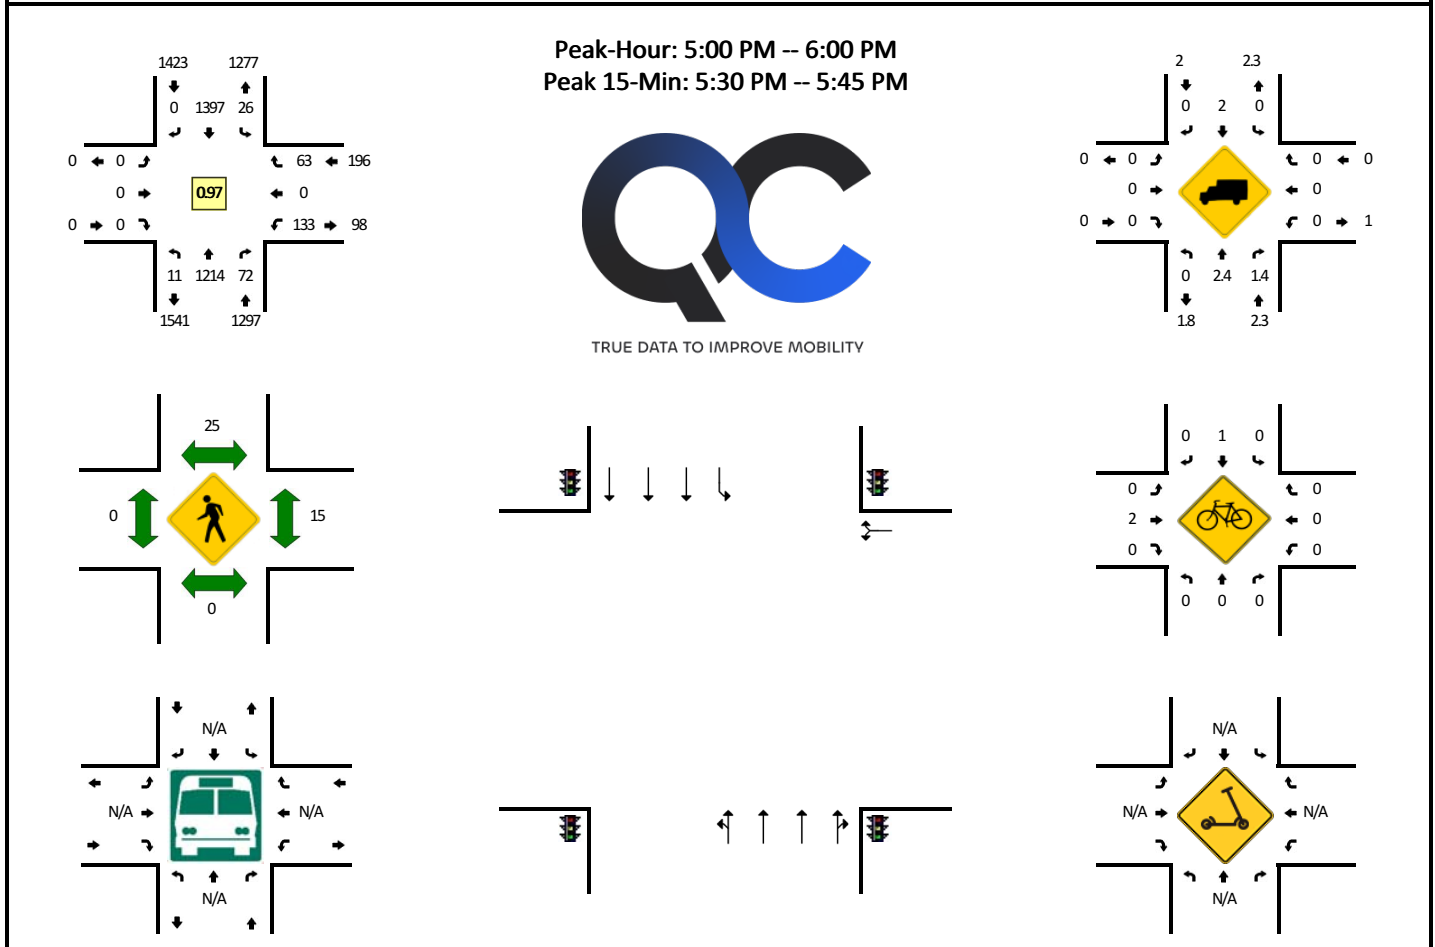 Peak-Hour: 5:00 PM -- 6:00 PM
Peak 15-Min: 5:30 PM -- 5:45 PM
1423 1277
0 1397 26
0 0 63 196
0 0.97 0
0 0 133 98
11 1214 72
1541 1297
QC
TRUE DATA TO IMPROVE MOBILITY
2 2.3
0 2 0
0 0 0 0
0 0
0 0 0 1
0 2.4 1.4
1.8 2.3
25
0 15
0
0 1 0
0 0
2 0
0 0
0 0 0
N/A
N/A N/A
N/A
N/A
N/A N/A
N/A